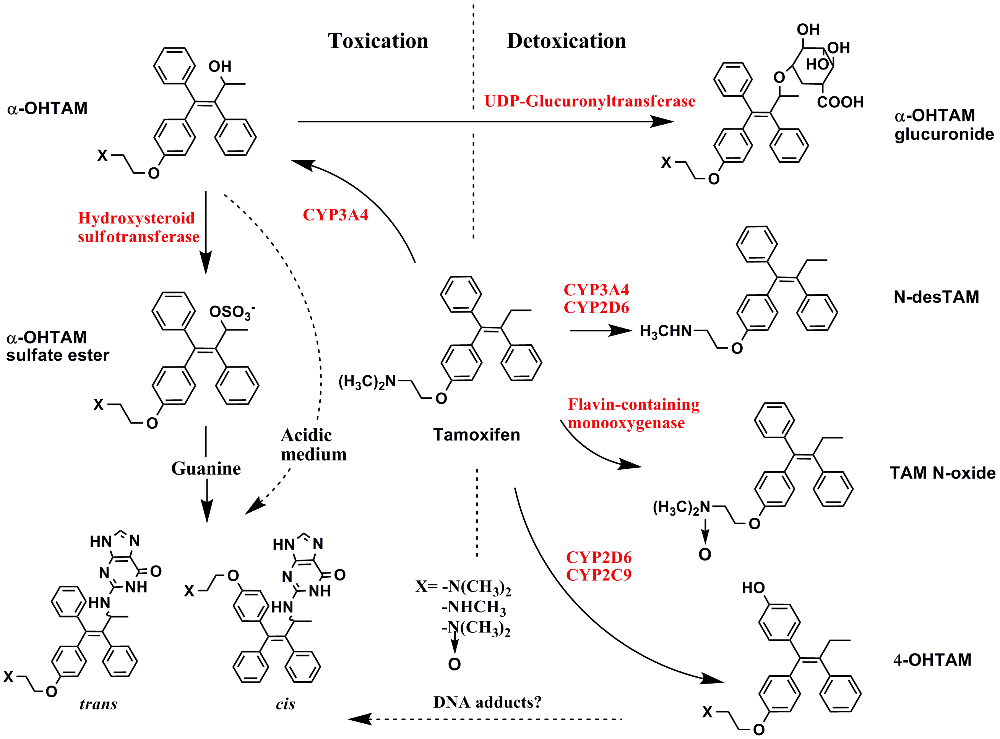 Toxication
Detoxication
OH
α-OHTAM
X
O
UDP-Glucuronyltransferase
OH
OH
HO
O
COOH
α-OHTAM
glucuronide
X
O
Hydroxysteroid
sulfotransferase
CYP3A4
OSO3-
α-OHTAM
sulfate ester
X
O
Acidic
medium
Guanine
(H3C)2N
O
Tamoxifen
CYP3A4
CYP2D6
H3CHN
O
N-desTAM
Flavin-containing
monooxygenase
(H3C)2N
O
O
TAM N-oxide
CYP2D6
CYP2C9
HO
X
O
4-OHTAM
HN
N
N
O
NH
HN
X
O
trans
HN
N
N
O
NH
HN
X
O
cis
X= -N(CH3)2
-NHCH3
-N(CH3)2
O
DNA adducts?